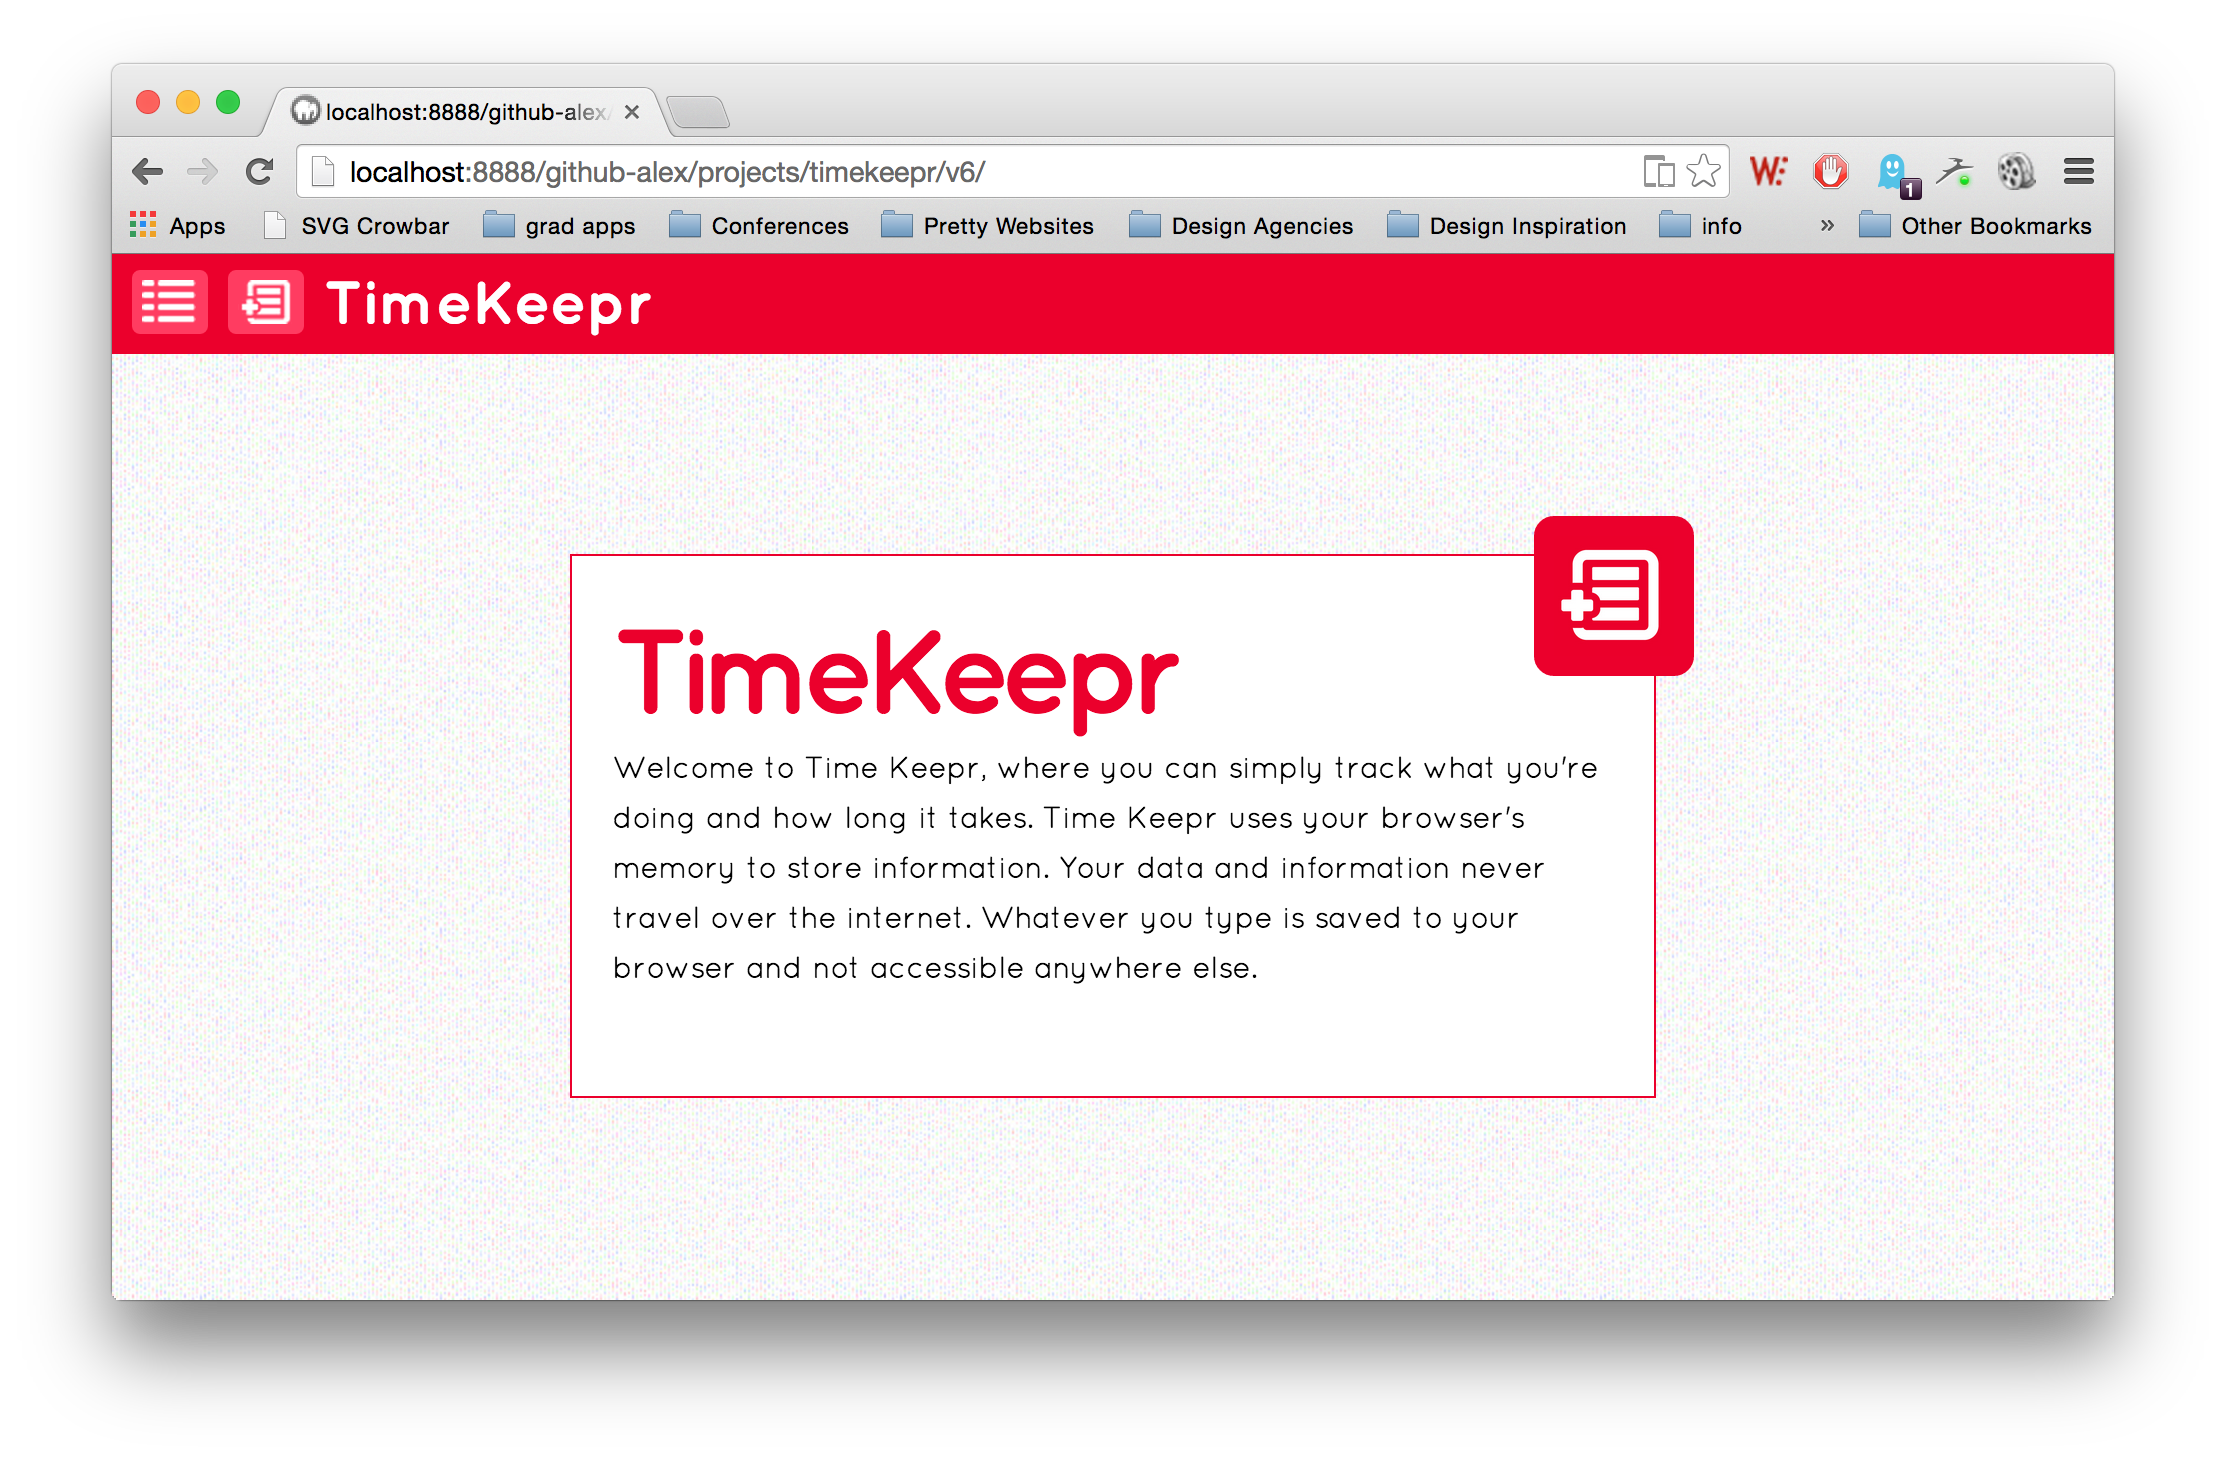 localhost:8888/github-alex/
localhost:8888/github-alex/projects/timekeepr/v6/
W:
1
Apps
SVG Crowbar
grad apps
Conferences
Pretty Websites
Design Agencies
Design Inspiration
info
»
Other Bookmarks
TimeKeepr
TimeKeepr
Welcome to Time Keepr, where you can simply track what you're
doing and how long it takes. Time Keepr uses your browser's
memory to store information. Your data and information never
travel over the internet. Whatever you type is saved to your
browser and not accessible anywhere else.